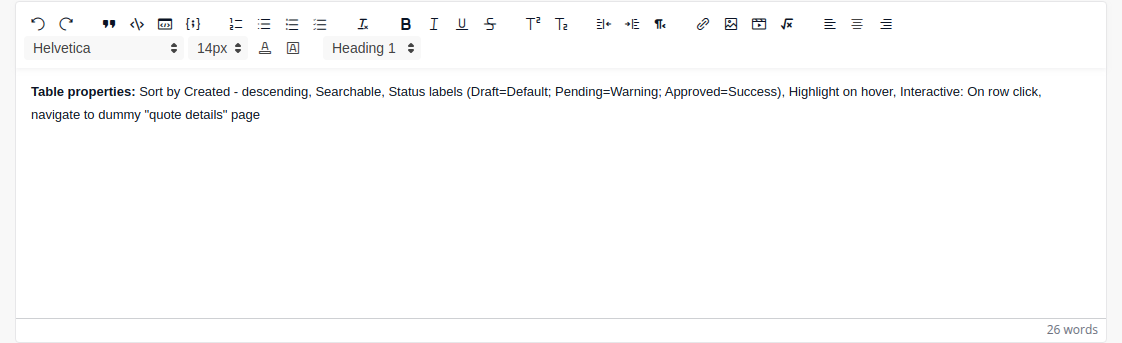 Helvetica
14px
Heading 1
Table properties: Sort by Created - descending, Searchable, Status labels (Draft=Default; Pending=Warning; Approved=Success), Highlight on hover, Interactive: On row click,
navigate to dummy "quote details" page
26 words